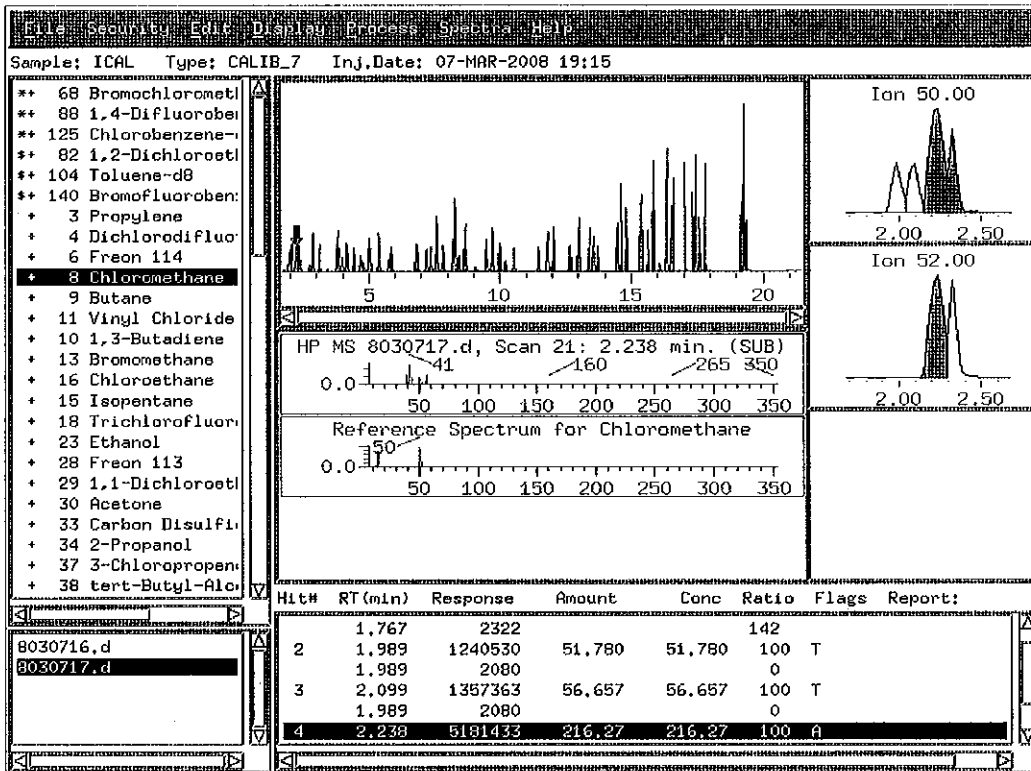 File Security Edit Display Process Spectra Help
Sample: ICAL Type: CALIB_7 Inj.Date: 07-MAR-2008 19:15
*+ 68 Bromochloromet
*+ 88 1,4-Difluorobe
*+ 125 Chlorobenzene-
$+ 82 1,2-Dichloroet
$+ 104 Toluene-d8
$+ 140 Bromofluoroben
+ 3 Propylene
+ 4 Dichlorodifluo
+ 6 Freon 114
+ 8 Chloromethane
+ 9 Butane
+ 11 Vinyl Chloride
+ 10 1,3-Butadiene
+ 13 Bromomethane
+ 16 Chloroethane
+ 15 Isopentane
+ 18 Trichlorofluor
+ 23 Ethanol
+ 28 Freon 113
+ 29 1,1-Dichloroet
+ 30 Acetone
+ 33 Carbon Disulfi
+ 34 2-Propanol
+ 37 3-Chloropropen
+ 38 tert-Butyl-Alc
8030716.d
8030717.d
5 10 15 20
HP MS 8030717.d, Scan 21: 2.238 min. (SUB)
41 160 265 350
0.0
50 100 150 200 250 300 350
Reference Spectrum for Chloromethane
50
0.0
50 100 150 200 250 300 350
Ion 50.00
2.00 2.50
Ion 52.00
2.00 2.50
Hit# RT(min) Response Amount Conc Ratio Flags Report:
1.767 2322 142
2 1.989 1240530 51.780 51.780 100 T
1.989 2080 0
3 2.099 1357363 56.657 56.657 100 T
1.989 2080 0
4 2.238 5181433 216.27 216.27 100 A